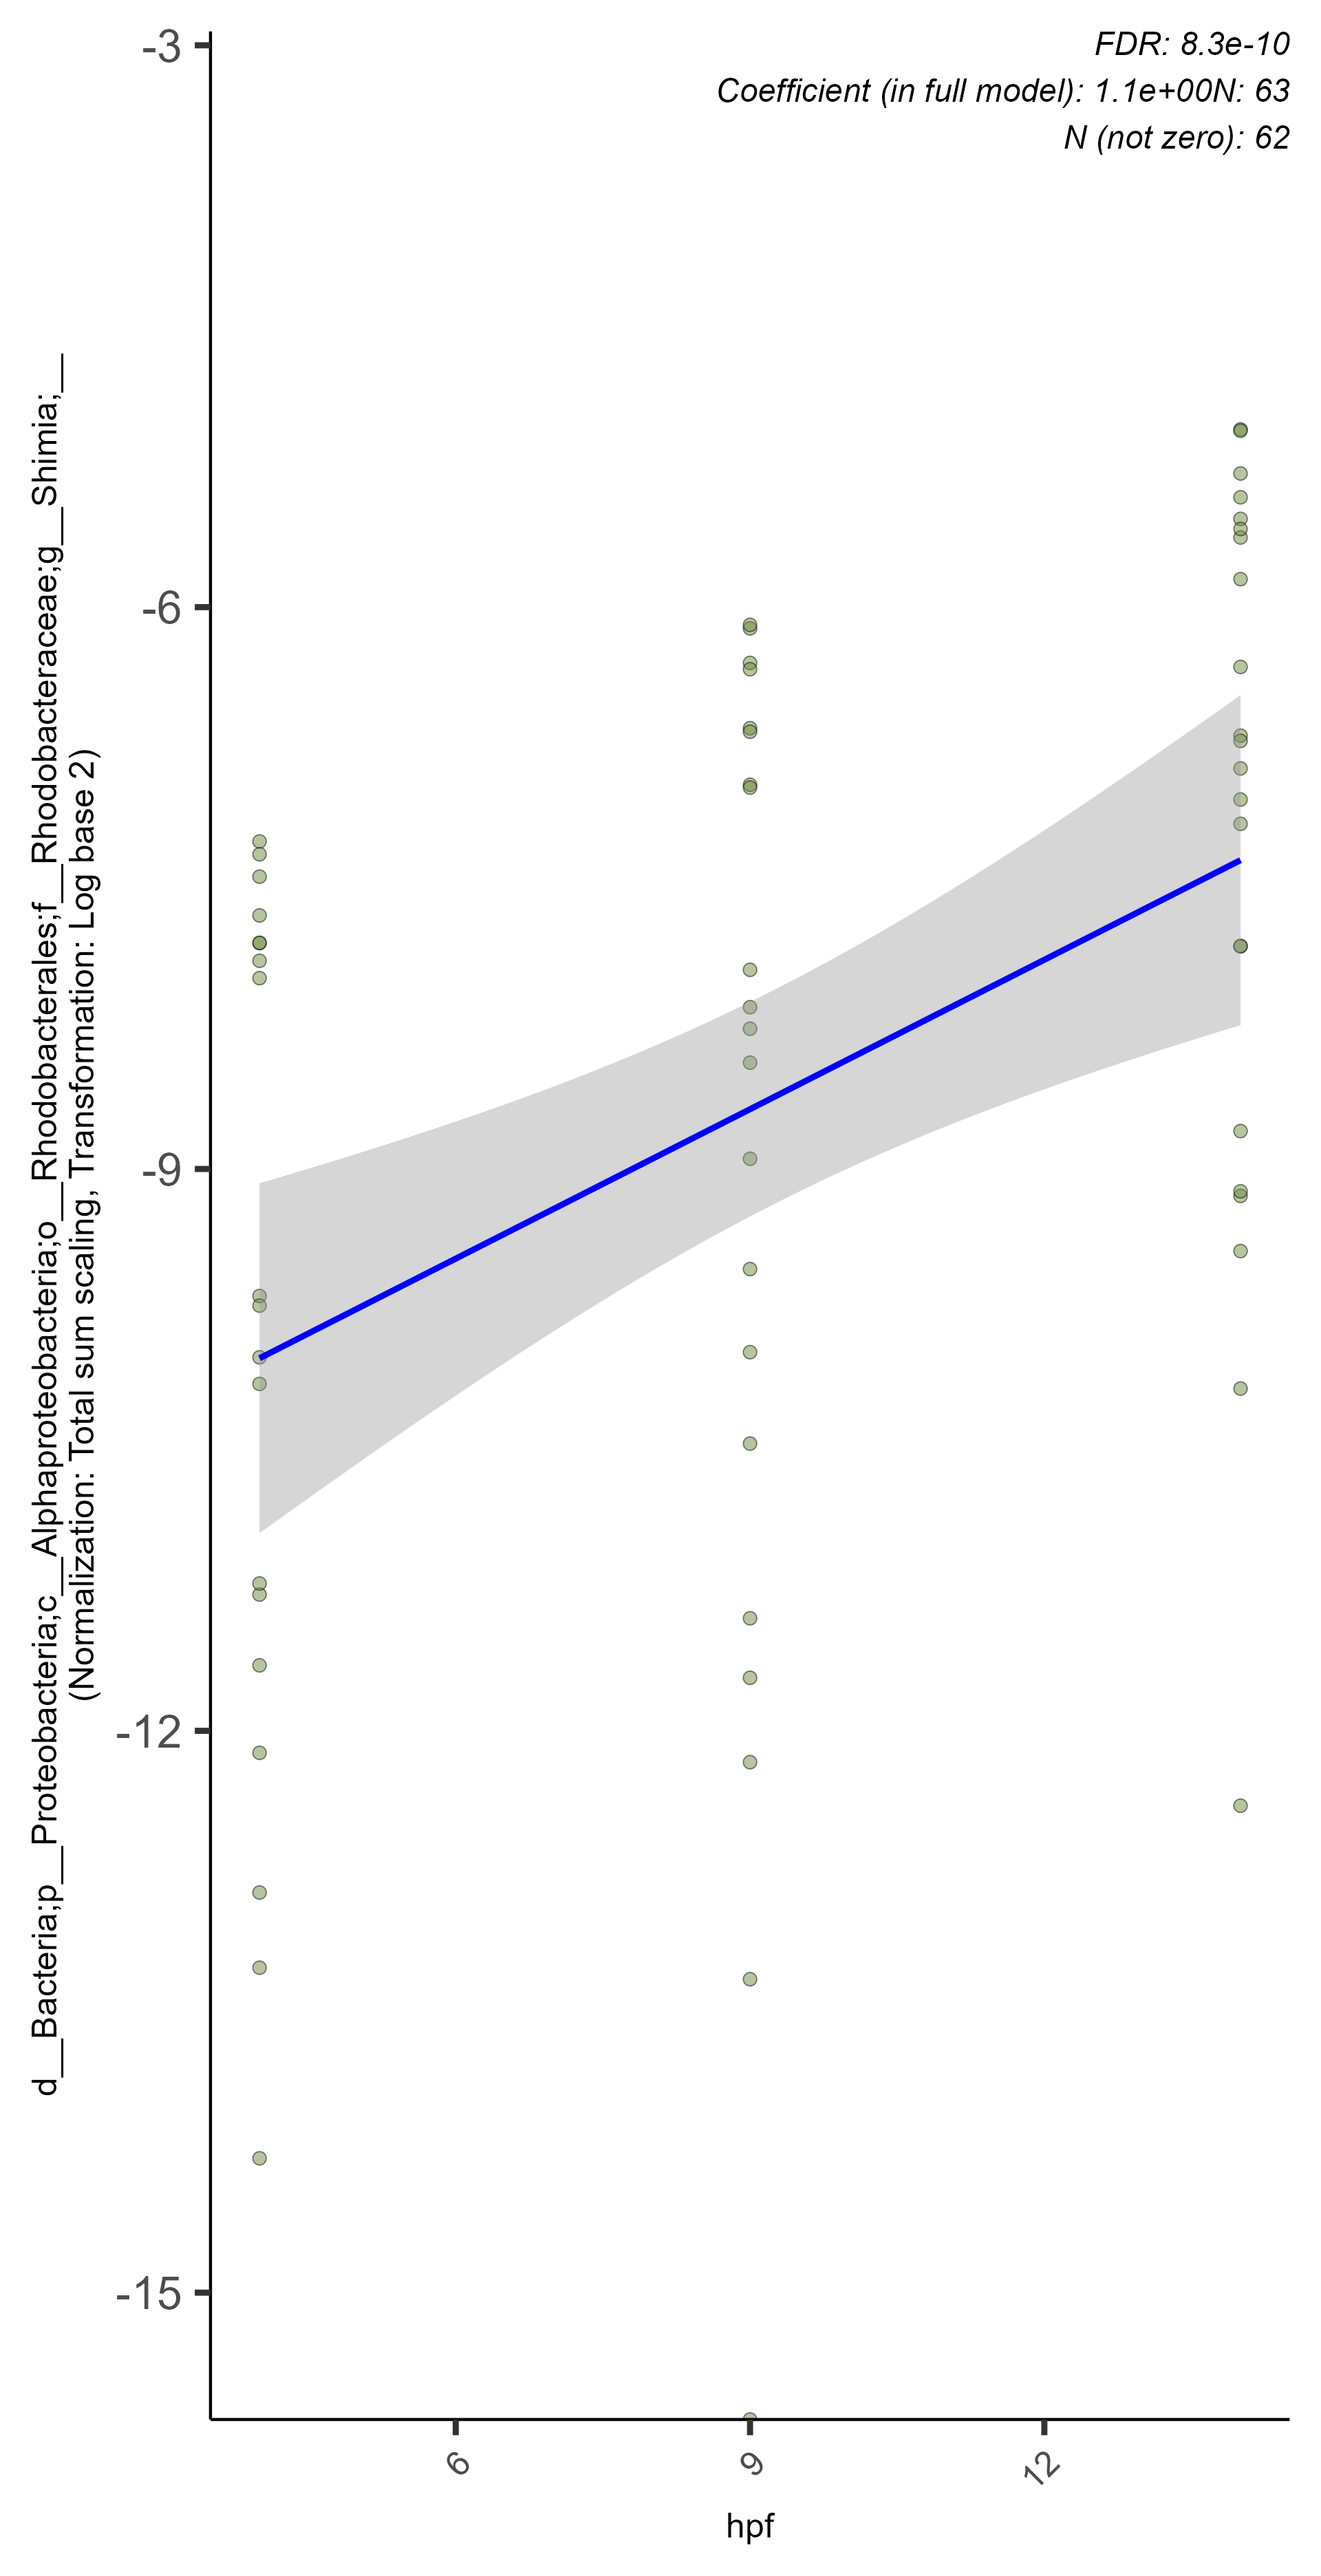 FDR: 8.3e-10
Coefficient (in full model): 1.1e+00N: 63
N (not zero): 62
d__Bacteria;p__Proteobacteria;c__Alphaproteobacteria;o__Rhodobacterales;f__Rhodobacteraceae;g__Shimia;__
(Normalization: Total sum scaling, Transformation: Log base 2)
-3
-6
-9
-12
-15
6
9
12
hpf